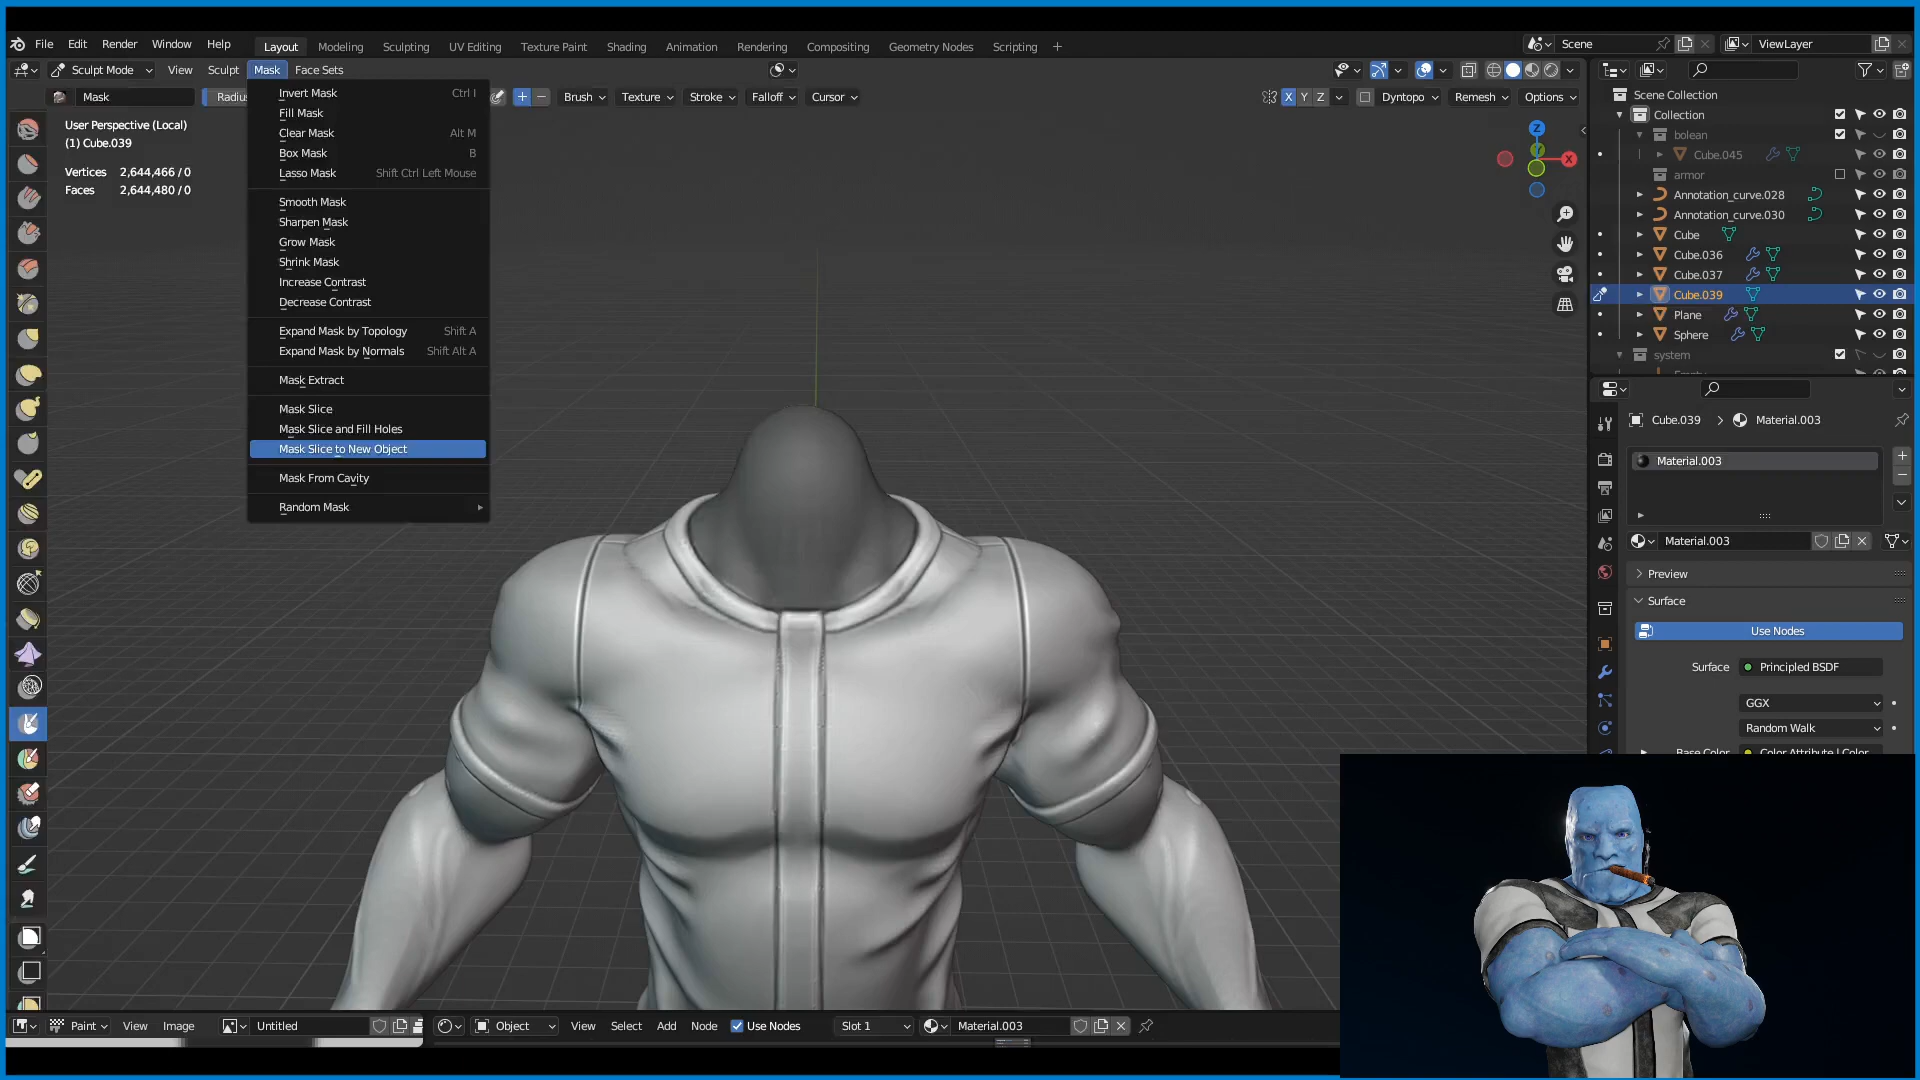 File Edit Render Window Help Layout Modeling Sculpting UV Editing Texture Paint Shading Animation Rendering Compositing Geometry Nodes Scripting + Scene ViewLayer
Sculpt Mode View Sculpt Mask Face Sets
Mask Radiu Brush Texture Stroke Falloff Cursor X Y Z Dyntopo Remesh Options
Invert Mask Ctrl I
Fill Mask
Clear Mask Alt M
Box Mask B
Lasso Mask Shift Ctrl Left Mouse
Smooth Mask
Sharpen Mask
Grow Mask
Shrink Mask
Increase Contrast
Decrease Contrast
Expand Mask by Topology Shift A
Expand Mask by Normals Shift Alt A
Mask Extract
Mask Slice
Mask Slice and Fill Holes
Mask Slice to New Object
Mask From Cavity
Random Mask
User Perspective (Local)
(1) Cube.039
Vertices 2,644,466 / 0
Faces 2,644,480 / 0
Z
Y
X
Scene Collection
Collection
bolean
Cube.045
armor
Annotation_curve.028
Annotation_curve.030
Cube
Cube.036
Cube.037
Cube.039
Plane
Sphere
system
Cube.039 Material.003
Material.003
Material.003
Preview
Surface
Use Nodes
Surface Principled BSDF
GGX
Random Walk
Base Color Color Attribute | Color
Paint View Image Untitled Object View Select Add Node Use Nodes Slot 1 Material.003